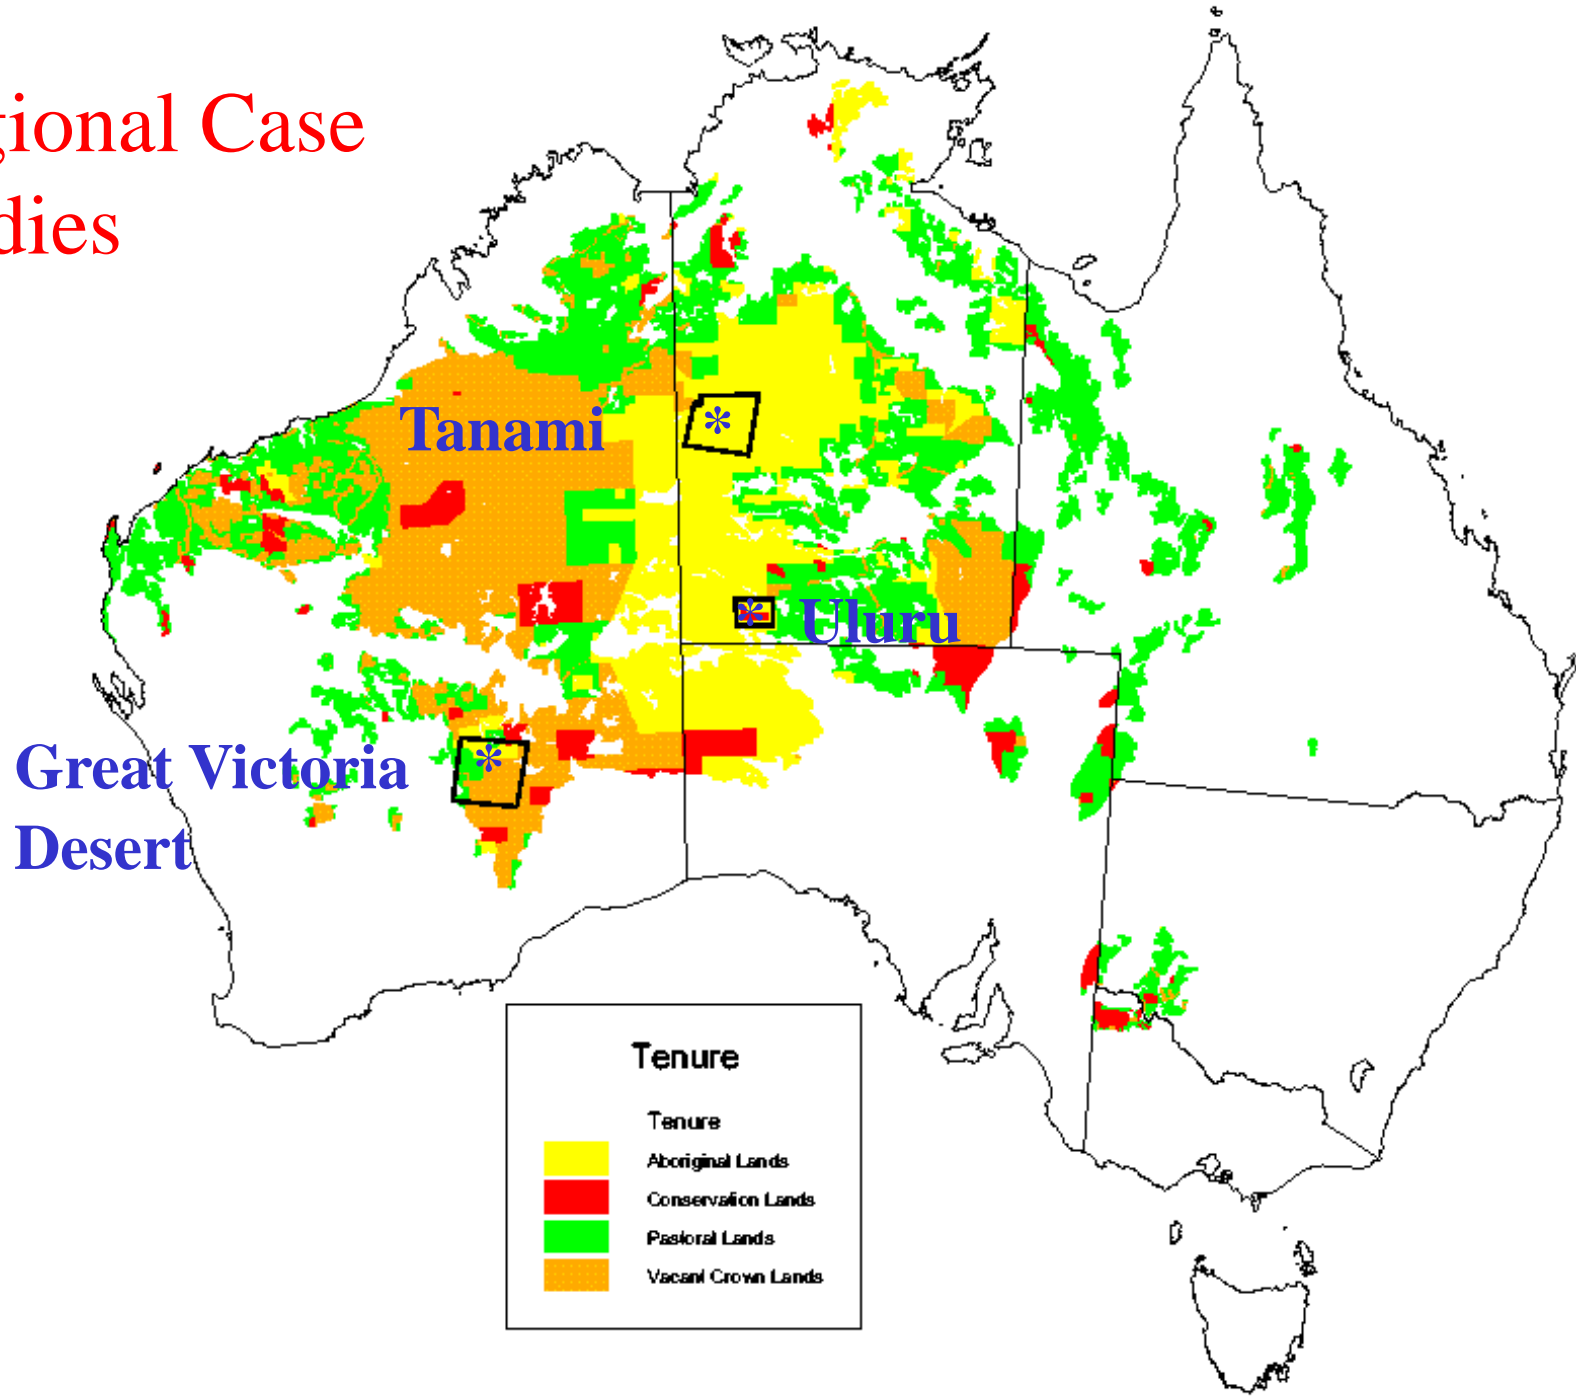 gional Case
dies
Tanami
*
*
Uluru
Great Victoria
*
Desert
Tenure
Tenure
Aboriginal Lands
Conservation Lands
Pastoral Lands
Vacant Crown Lands